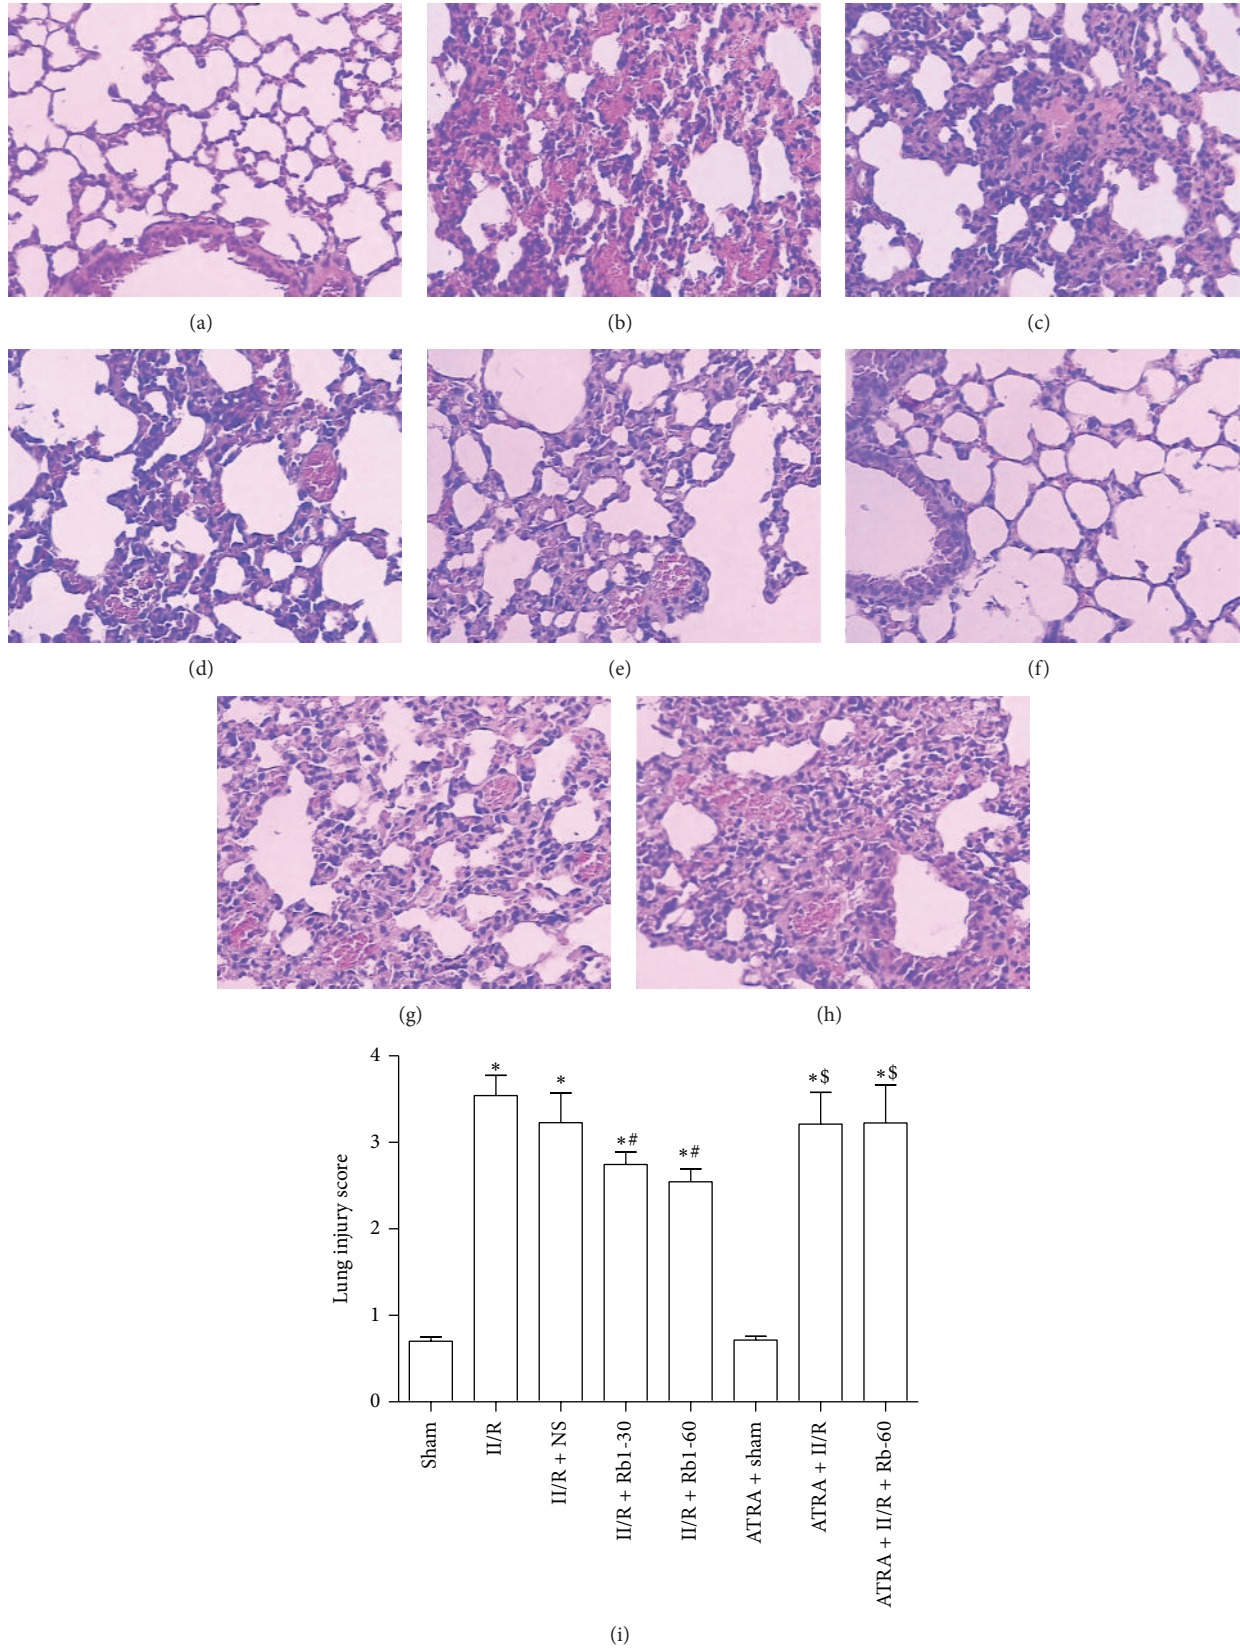 (a)
(b)
(c)
(d)
(e)
(f)
(g)
(h)
Lung injury score
4
3
2
1
0
*
*
*#
*#
*$
*$
Sham
II/R
II/R + NS
II/R + Rb1-30
II/R + Rb1-60
ATRA + sham
ATRA + II/R
ATRA + II/R + Rb-60
(i)